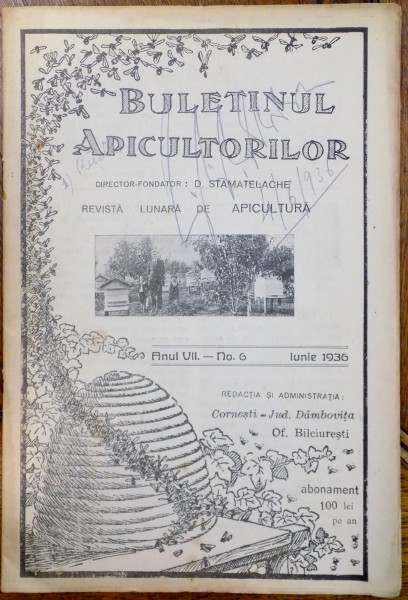 BULETINUL
APICULTORILOR
DIRECTOR-FONDATOR : D. STAMATELACHE
REVISTĂ LUNARĂ DE APICULTURĂ
Anul VII. — No. 6 Iunie 1936
REDACȚIA ȘI ADMINISTRAȚIA :
Cornești - Jud. Dâmbovița
Of. Bilciurești
abonament
100 lei
pe an